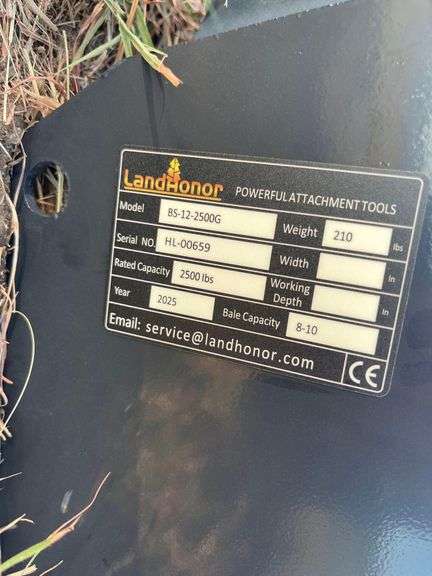 LandHonor POWERFUL ATTACHMENT TOOLS
Model BS-12-2500G Weight 210 lbs
Serial NO. HL-00659 Width In
Rated Capacity 2500 lbs Working Depth In
Year 2025 Bale Capacity 8-10
Email: service@landhonor.com CE